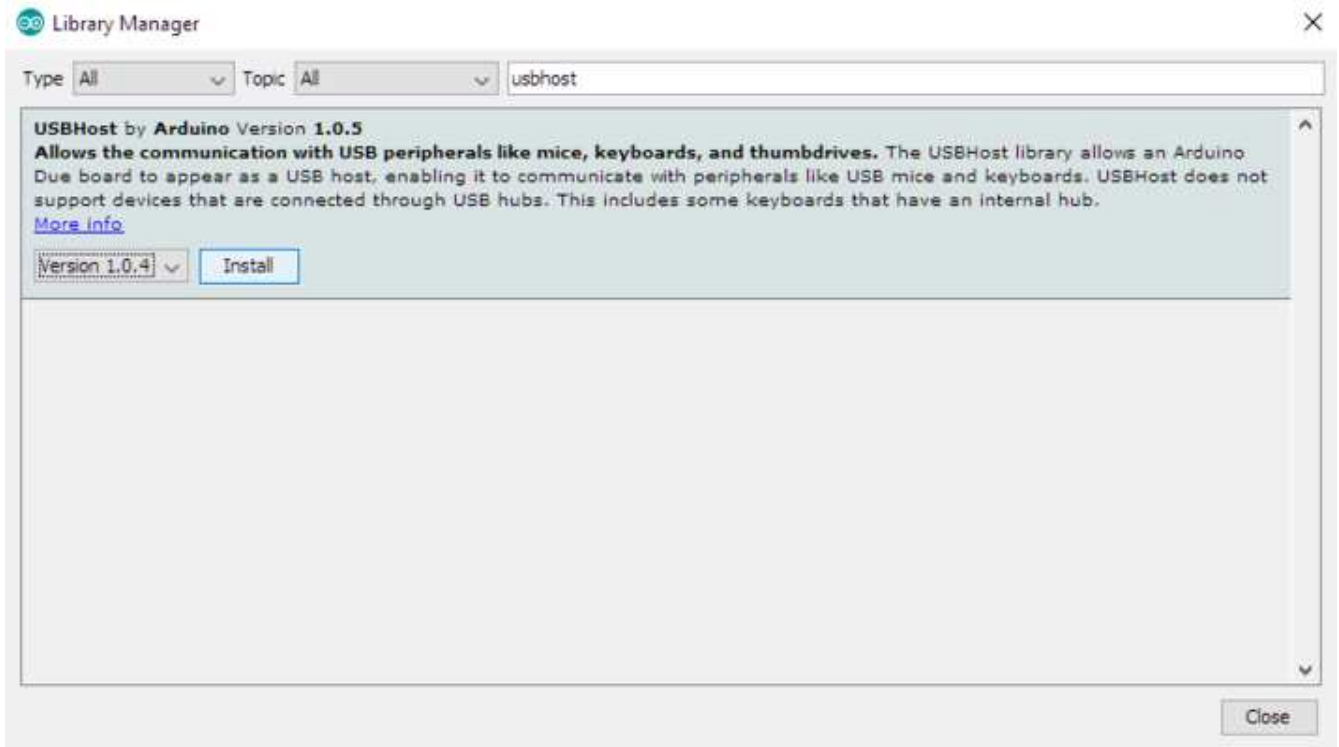 Library Manager
Type All Topic All usbhost
USBHost by Arduino Version 1.0.5
Allows the communication with USB peripherals like mice, keyboards, and thumbdrives. The USBHost library allows an Arduino
Due board to appear as a USB host, enabling it to communicate with peripherals like USB mice and keyboards. USBHost does not
support devices that are connected through USB hubs. This includes some keyboards that have an internal hub.
More info
Version 1.0.4 Install
Close